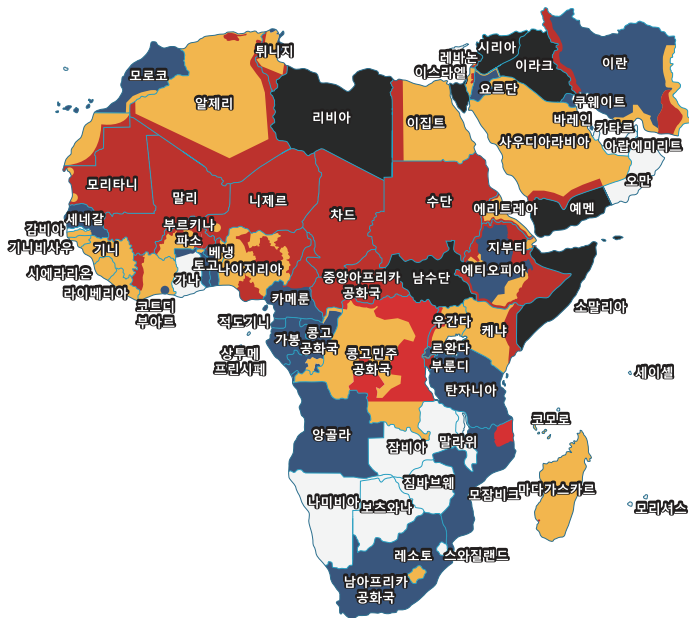 튀니지
레바논
시리아
모로코
이스라엘
이라크
이란
알제리
요르단
쿠웨이트
리비아
이집트
바레인
카타르
사우디아라비아
아랍에미리트
모리타니
말리
니제르
오만
차드
수단
에리트레아
예멘
세네갈
감비아
부르키나
파소
기니비사우
기니
베냉
지부티
토고
나이지리아
에티오피아
시에라리온
가나
중앙아프리카
공화국
남수단
라이베리아
코트디
부아르
카메룬
소말리아
적도기니
우간다
케냐
가봉
콩고
공화국
르완다
상투메
프린시페
콩고민주
공화국
부룬디
세이셸
탄자니아
코모로
앙골라
잠비아
말라위
짐바브웨
모잠비크
마다가스카르
나미비아
보츠와나
모리셔스
레소토
스와질랜드
남아프리카
공화국